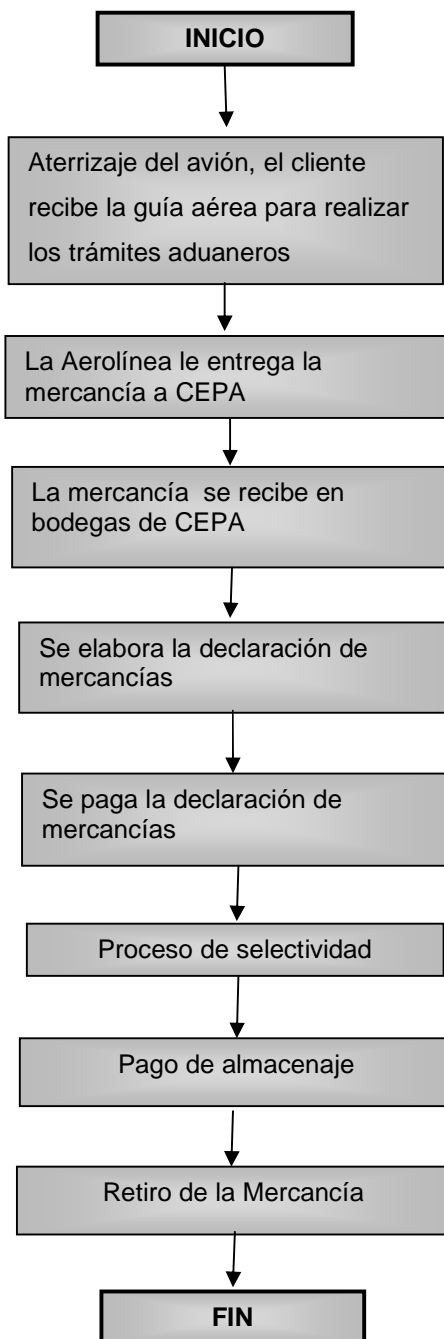 INICIO
Aterrizaje del avión, el cliente
recibe la guía aérea para realizar
los trámites aduaneros
La Aerolínea le entrega la
mercancía a CEPA
La mercancía  se recibe en
bodegas de CEPA
Se elabora la declaración de
mercancías
Se paga la declaración de
mercancías
Proceso de selectividad
Pago de almacenaje
Retiro de la Mercancía
FIN